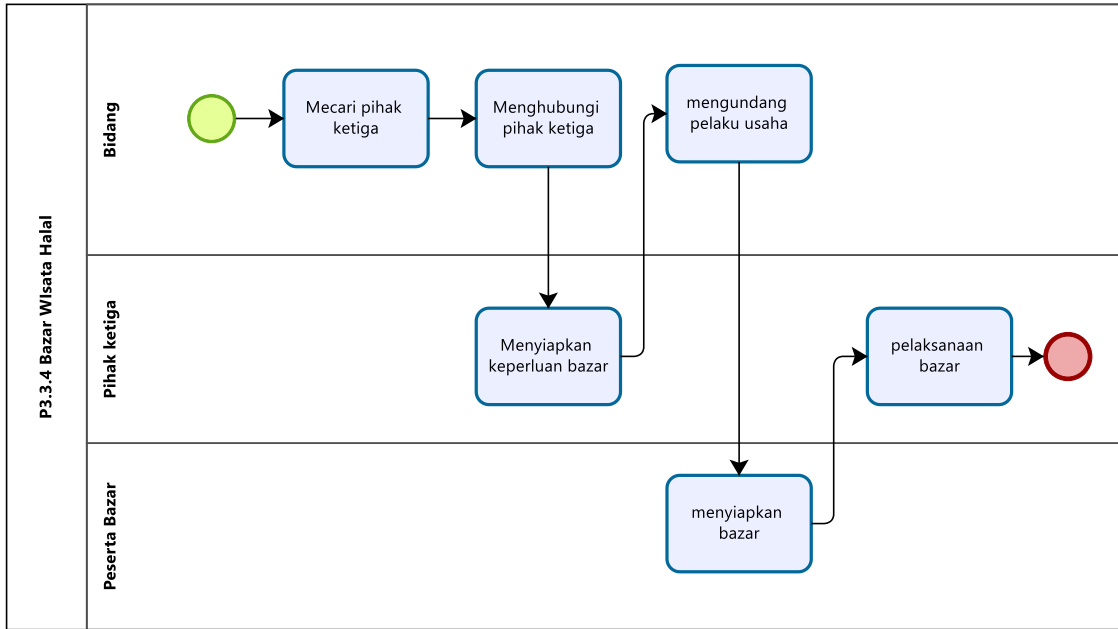 P3.3.4 Bazar WIsata Halal
Bidang
Mecari pihak
ketiga
Menghubungi
pihak ketiga
mengundang
pelaku usaha
Pihak ketiga
Menyiapkan
keperluan bazar
pelaksanaan
bazar
Peserta Bazar
menyiapkan
bazar